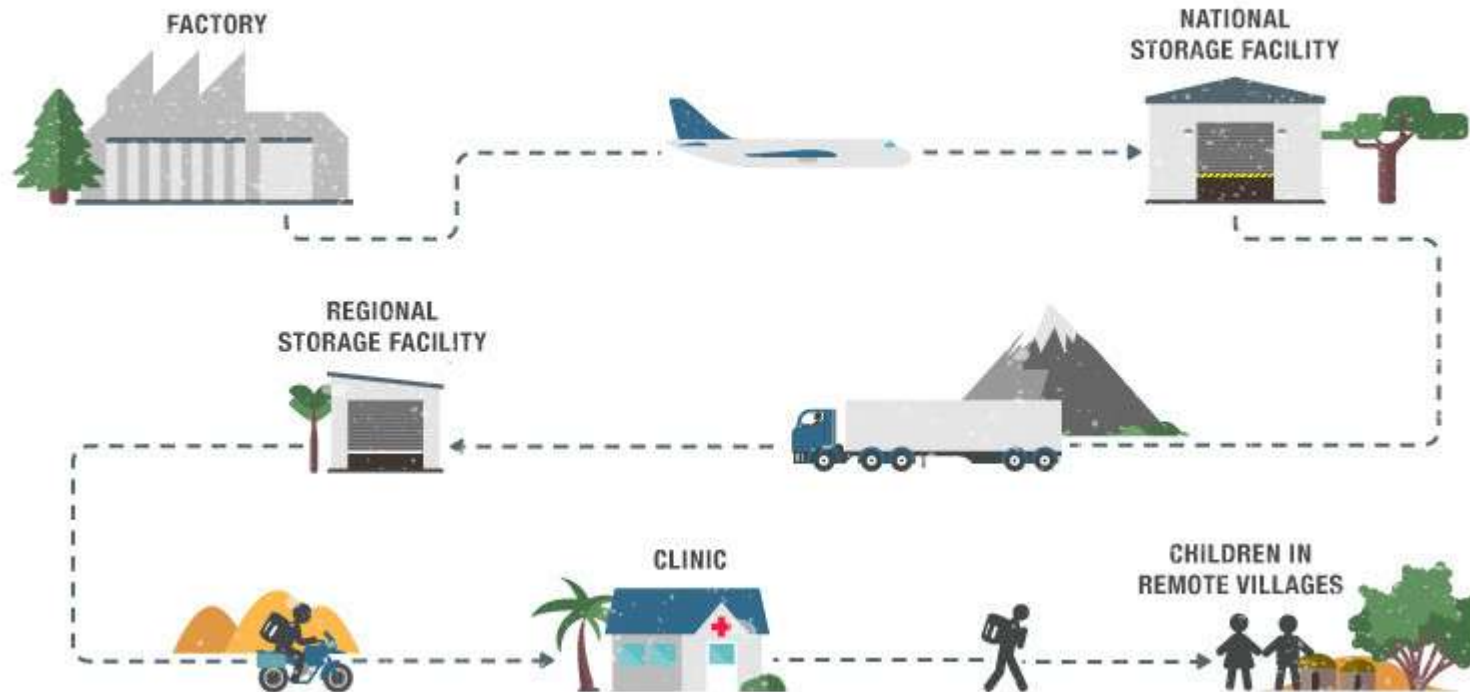 FACTORY
NATIONAL
STORAGE FACILITY
REGIONAL
STORAGE FACILITY
CLINIC
CHILDREN IN
REMOTE VILLAGES